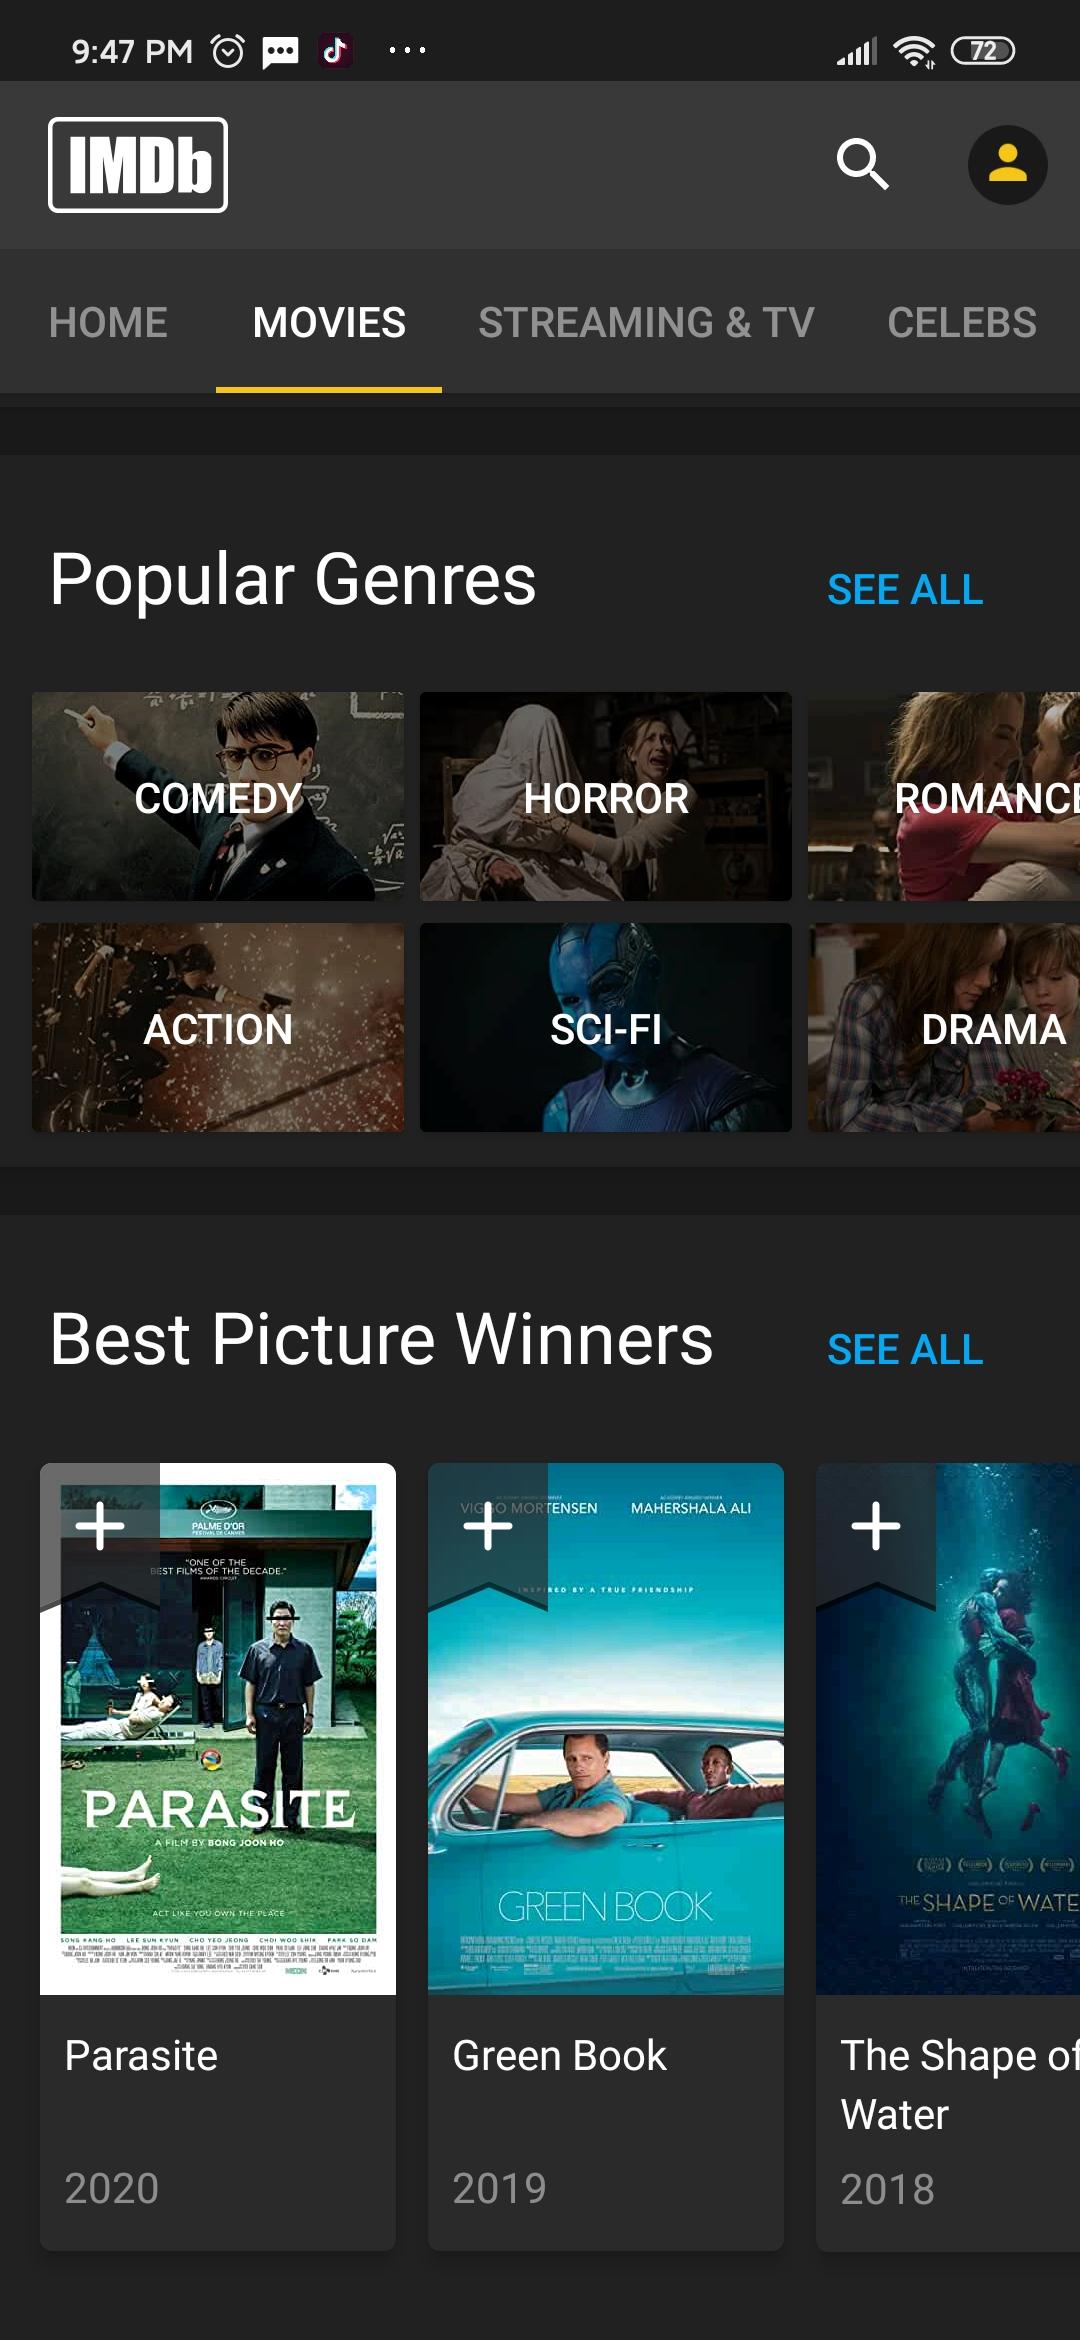 9:47 PM
72
IMDb
HOME MOVIES STREAMING & TV CELEBS
Popular Genres SEE ALL
COMEDY HORROR ROMANCE
ACTION SCI-FI DRAMA
Best Picture Winners SEE ALL
PALME D'OR
FESTIVAL DE CANNES
"ONE OF THE
BEST FILMS OF THE DECADE."
PARASITE
A FILM BY BONG JOON HO
ACT LIKE YOU OWN THE PLACE
SONG KANG HO LEE SUN KYUN CHO YEO JEONG CHOI WOO SHIK PARK SO DAM
VIGGO MORTENSEN MAHERSHALA ALI
INSPIRED BY A TRUE FRIENDSHIP
GREEN BOOK
THE SHAPE OF WATE
Parasite
2020
Green Book
2019
The Shape of
Water
2018